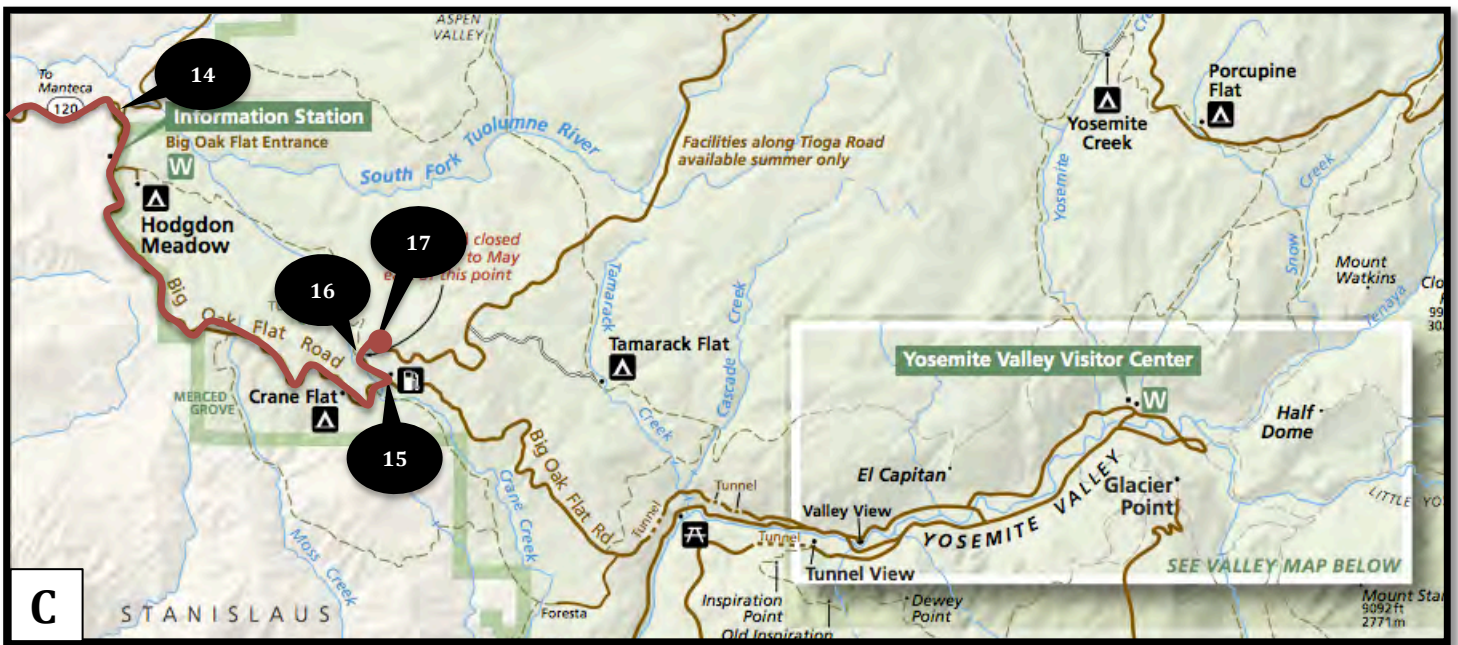 ASPEN
VALLEY
To
Manteca
120
14
Information Station
Big Oak Flat Entrance
W
Hodgdon
Meadow
South Fork Tuolumne River
Facilities along Tioga Road
available summer only
Yosemite
Creek
Porcupine
Flat
Yosemite
Creek
Snow
Tenaya
Mount
Watkins
17
closed
to May
this point
16
Big Oak Flat Road
MERCED
GROVE
Crane Flat
15
Tamarack
Creek
Cascade Creek
Tamarack Flat
Big Oak Flat Rd
Crane Creek
Moss Creek
Foresta
Tunnel
Tunnel
Tunnel
Yosemite Valley Visitor Center
W
Half
Dome
El Capitan
Valley View
YOSEMITE VALLEY
Glacier
Point
Tunnel View
SEE VALLEY MAP BELOW
Inspiration
Point
Old Inspiration
Dewey
Point
LITTLE YO
Mount Star
9092 ft
2771 m
C
STANISLAUS